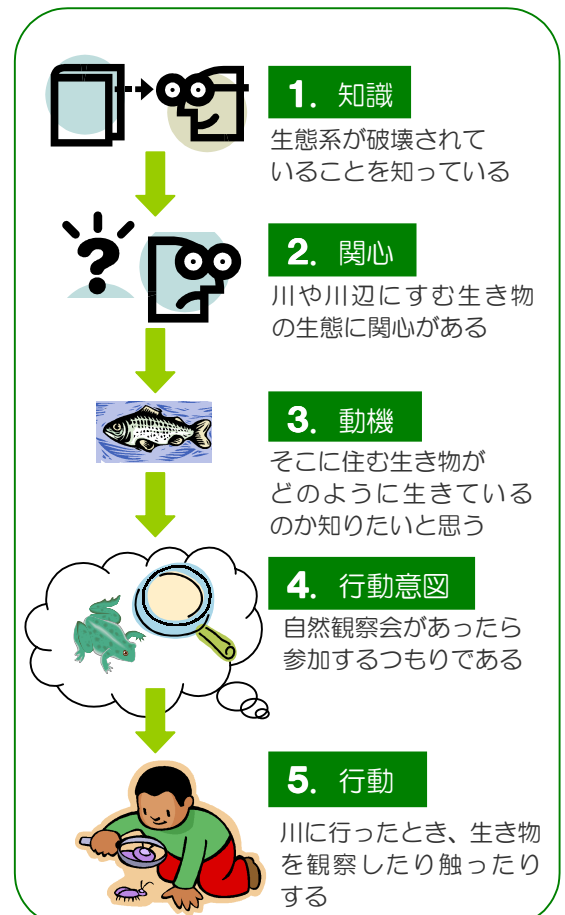 1. 知識
生態系が破壊されて
いることを知っている
?
2. 関心
川や川辺にすむ生き物
の生態に関心がある
3. 動機
そこに住む生き物が
どのように生きている
のか知りたいと思う
4. 行動意図
自然観察会があったら
参加するつもりである
5. 行動
川に行ったとき、生き物
を観察したり触ったり
する